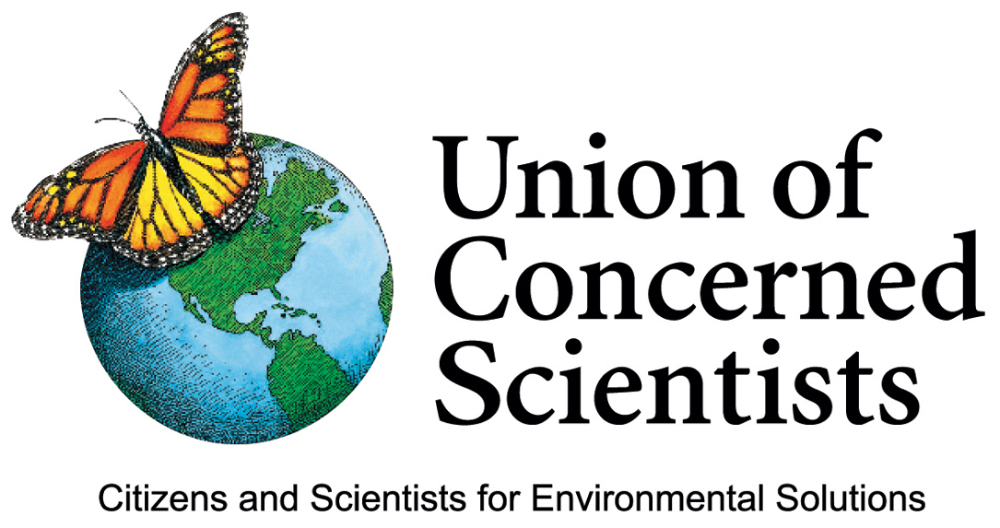 Union of
Concerned
Scientists
Citizens and Scientists for Environmental Solutions